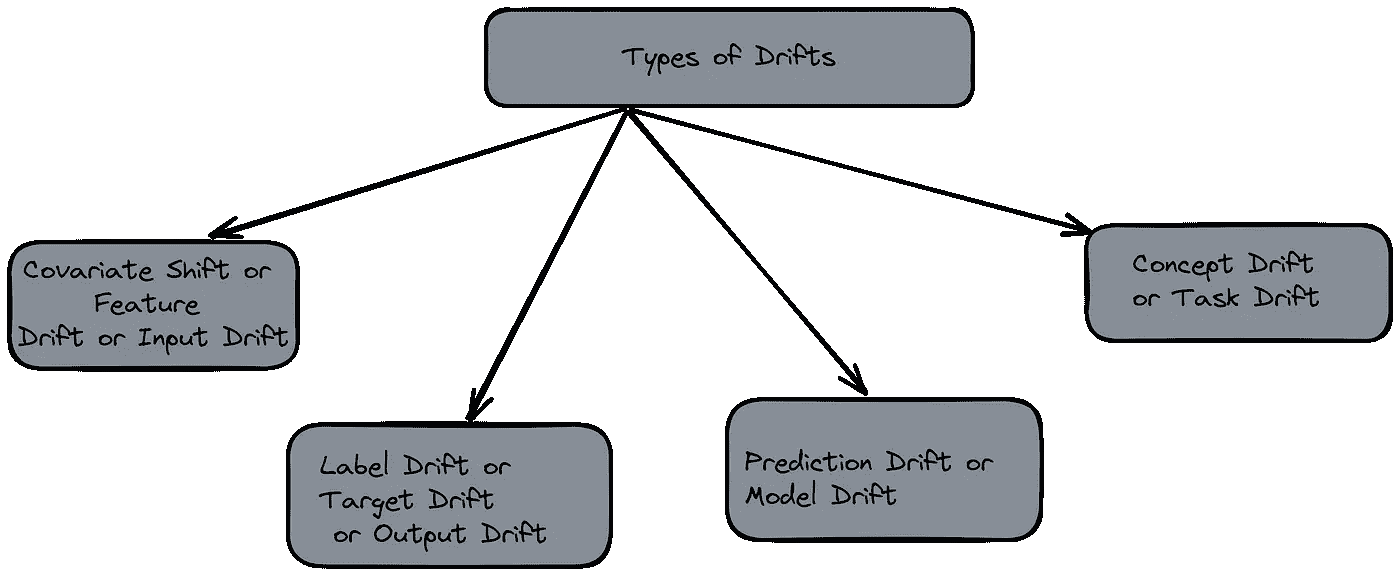 Types of Drifts
Covariate Shift or
Feature
Drift or Input Drift
Concept Drift
or Task Drift
Label Drift or
Target Drift
or Output Drift
Prediction Drift or
Model Drift